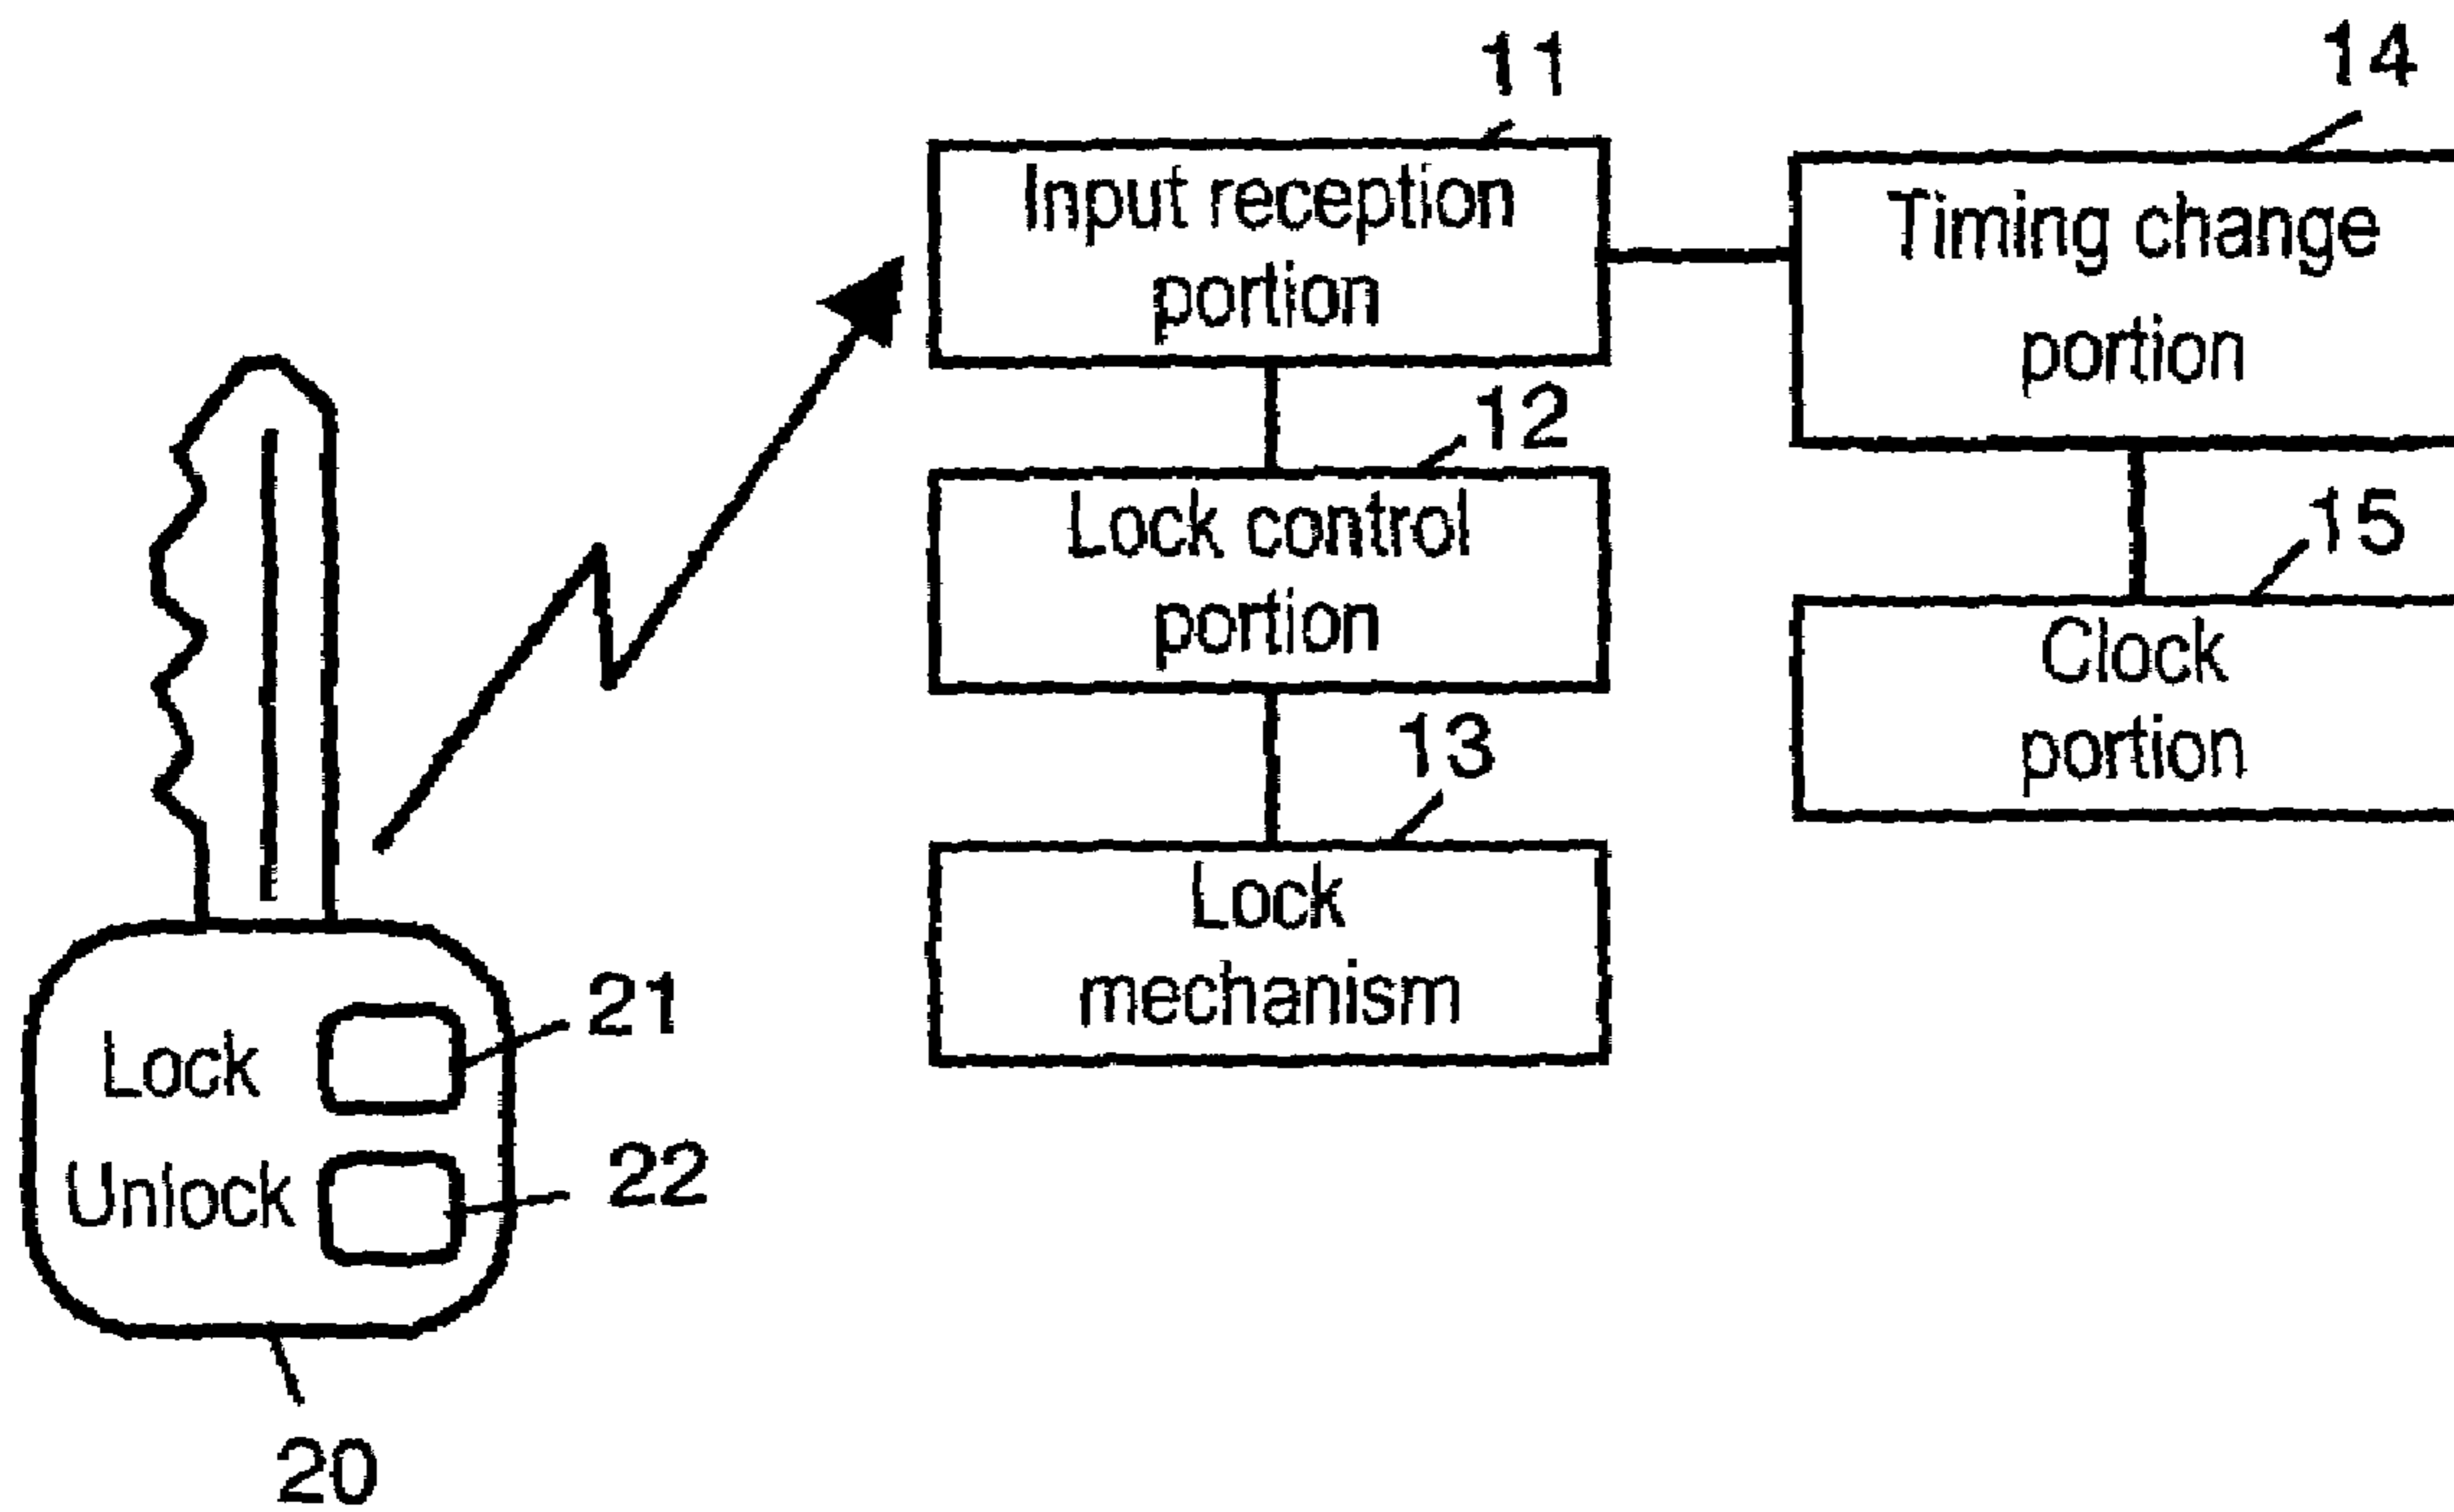 11
Input reception
portion
12
Lock control
portion
13
Lock
mechanism
14
Timing change
portion
15
Clock
portion
Lock
21
Unlock
22
20